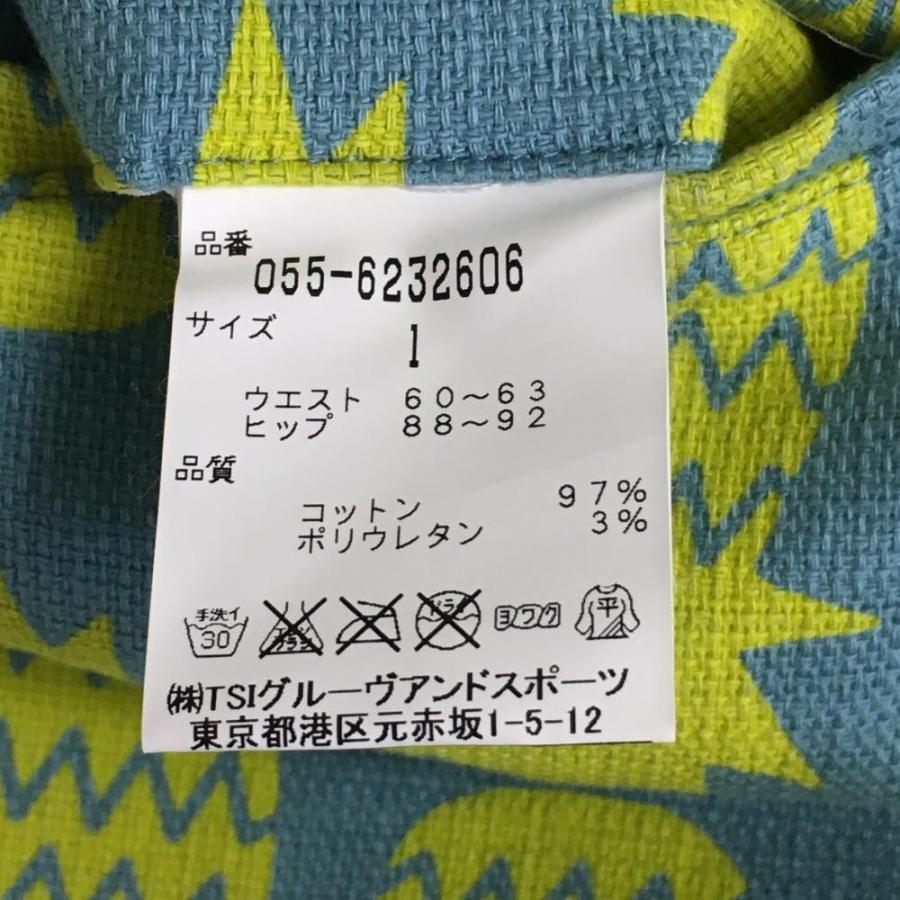 品番
055-6232606
サイズ
1
ウエスト 60～63
ヒップ 88～92
品質
コットン 97%
ポリウレタン 3%
手洗イ 30 ドライ ヨワク 平
㈱TSIグルーヴアンドスポーツ
東京都港区元赤坂1-5-12